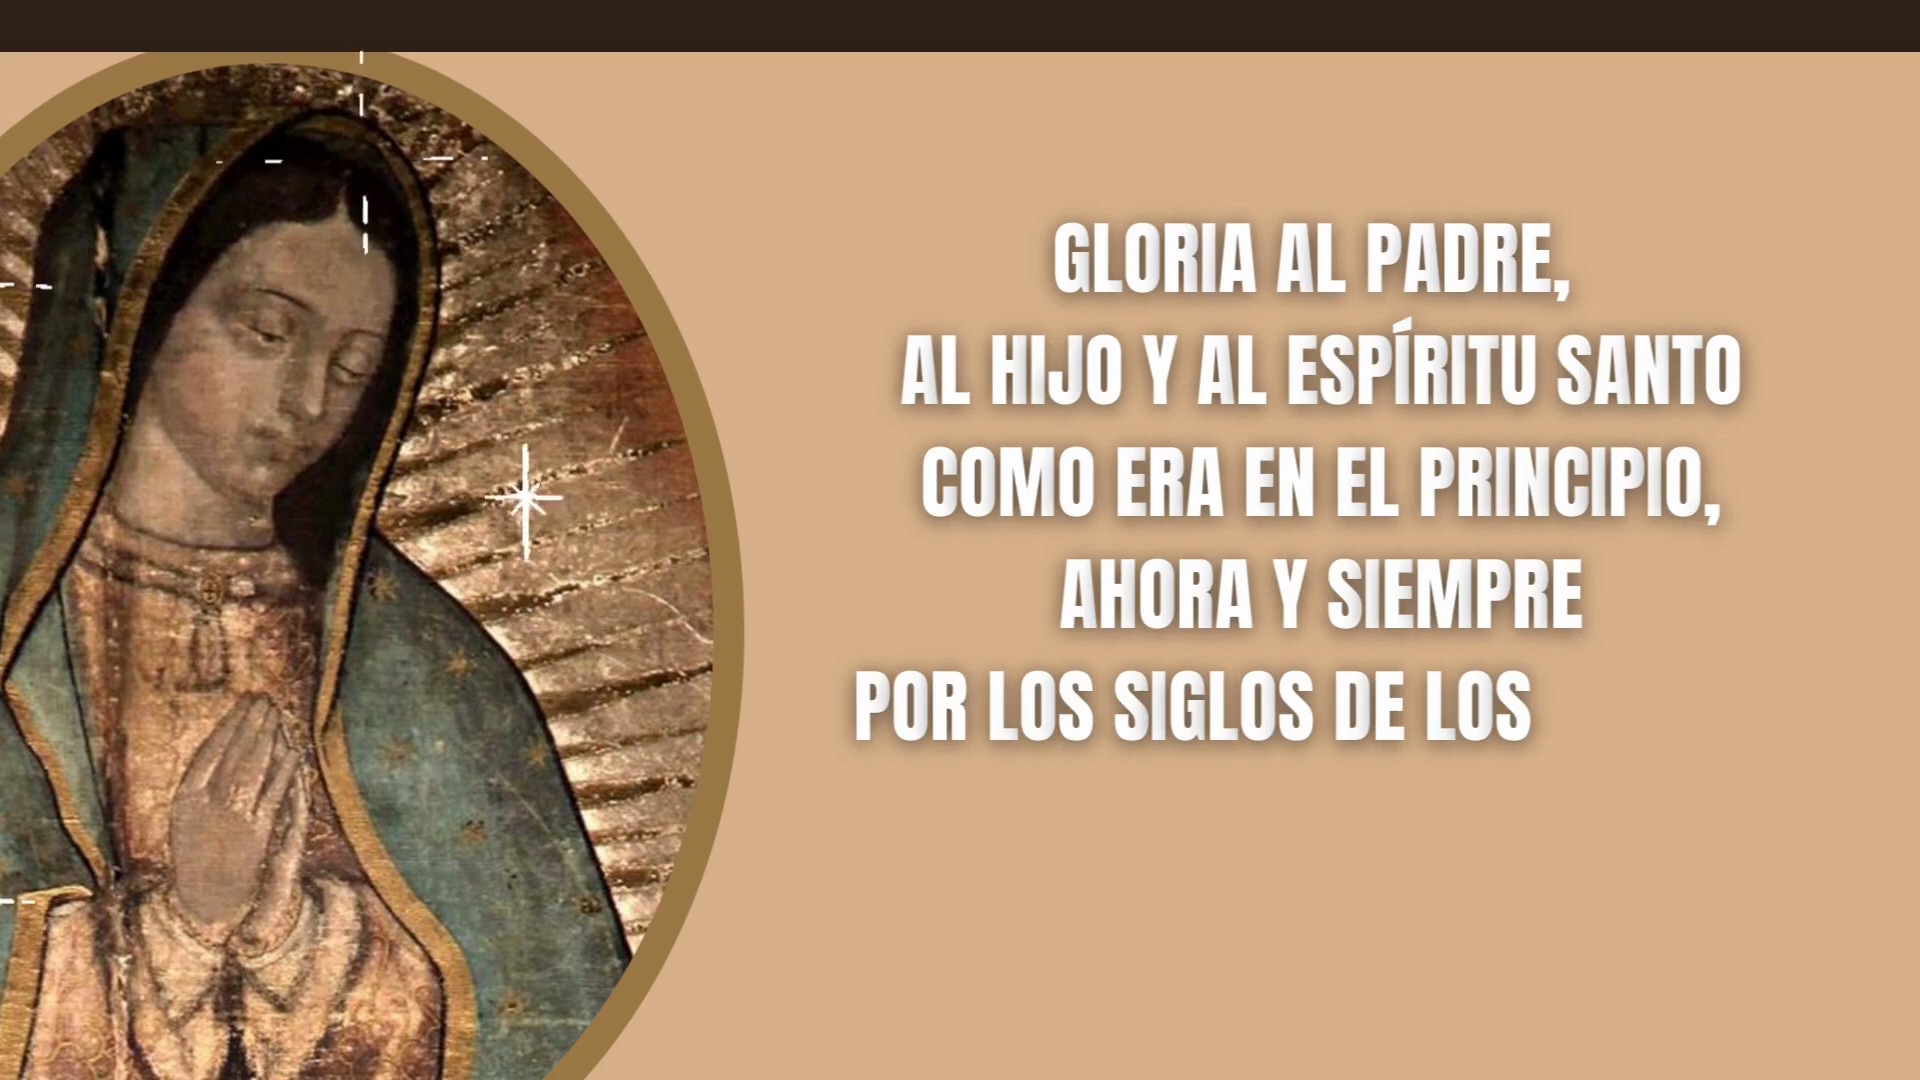 GLORIA AL PADRE,
AL HIJO Y AL ESPÍRITU SANTO
COMO ERA EN EL PRINCIPIO,
AHORA Y SIEMPRE
POR LOS SIGLOS DE LOS